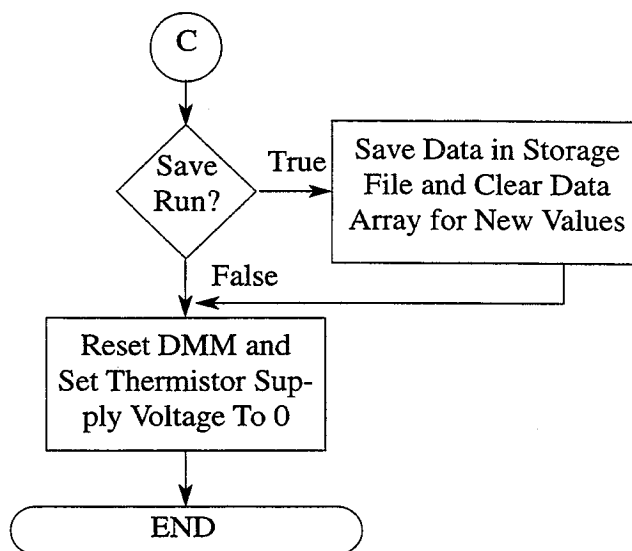 C
Save
Run?
True
Save Data in Storage
File and Clear Data
Array for New Values
False
Reset DMM and
Set Thermistor Sup-
ply Voltage To 0
END